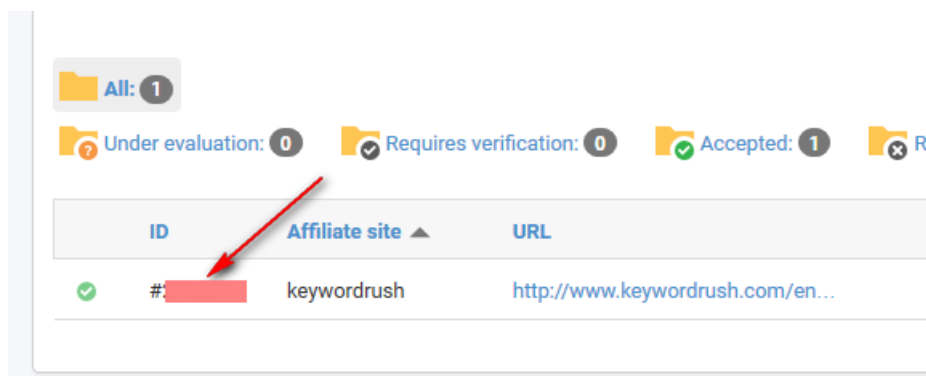 All: 1
Under evaluation: 0 Requires verification: 0 Accepted: 1 R
ID Affiliate site URL
# keywordrush http://www.keywordrush.com/en...